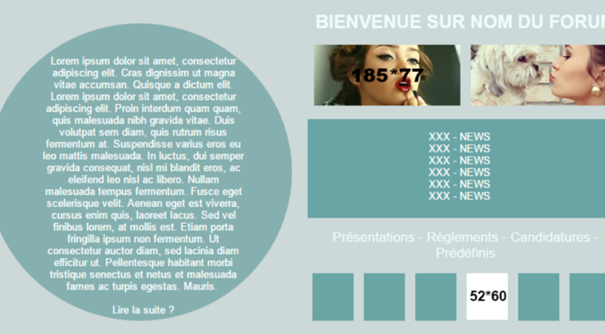 Lorem ipsum dolor sit amet, consectetur
adipiscing elit. Cras dignissim ut magna
vitae accumsan. Quisque a dictum elit.
Lorem ipsum dolor sit amet, consectetur
adipiscing elit. Proin interdum quam quam,
quis malesuada nibh gravida vitae. Duis
volutpat sem diam, quis rutrum risus
fermentum at. Suspendisse varius eros eu
leo mattis malesuada. In luctus, dui semper
gravida consequat, nisl mi blandit eros, ac
eleifend leo nisl ac libero. Nullam
malesuada tempus fermentum. Fusce eget
scelerisque velit. Aenean eget est viverra,
cursus enim quis, laoreet lacus. Sed vel
finibus lorem, at mollis est. Etiam porta
fringilla ipsum non fermentum. Ut
consectetur auctor diam, sed lacinia diam
efficitur ut. Pellentesque habitant morbi
tristique senectus et netus et malesuada
fames ac turpis egestas. Mauris.
Lire la suite ?
BIENVENUE SUR NOM DU FORUM
185*77
XXX - NEWS
XXX - NEWS
XXX - NEWS
XXX - NEWS
XXX - NEWS
XXX - NEWS
Présentations - Réglements - Candidatures -
Prédéfinis
52*60